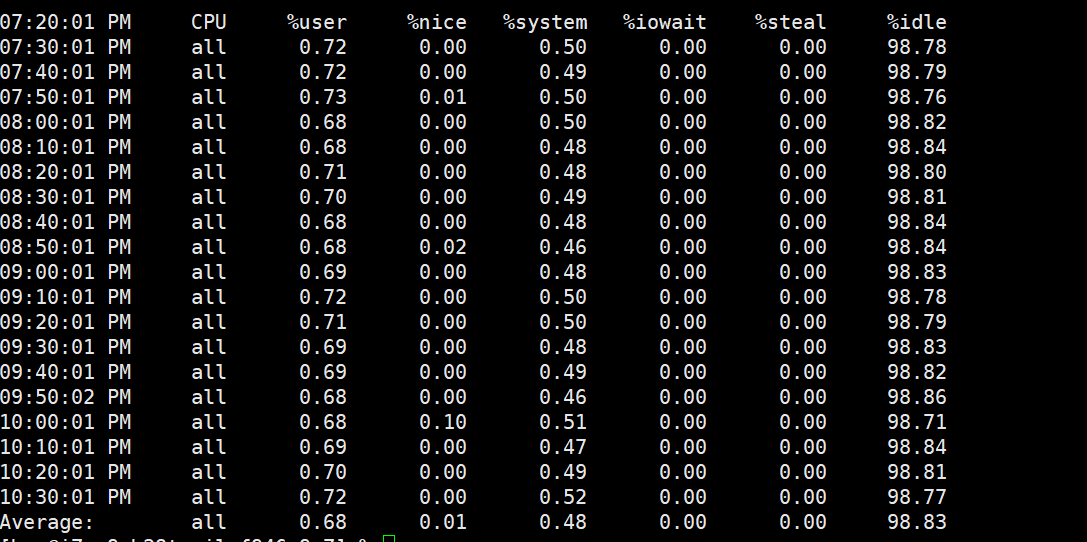 07:20:01 PM     CPU     %user     %nice   %system   %iowait    %steal     %idle
07:30:01 PM     all      0.72      0.00      0.50      0.00      0.00     98.78
07:40:01 PM     all      0.72      0.00      0.49      0.00      0.00     98.79
07:50:01 PM     all      0.73      0.01      0.50      0.00      0.00     98.76
08:00:01 PM     all      0.68      0.00      0.50      0.00      0.00     98.82
08:10:01 PM     all      0.68      0.00      0.48      0.00      0.00     98.84
08:20:01 PM     all      0.71      0.00      0.48      0.00      0.00     98.80
08:30:01 PM     all      0.70      0.00      0.49      0.00      0.00     98.81
08:40:01 PM     all      0.68      0.00      0.48      0.00      0.00     98.84
08:50:01 PM     all      0.68      0.02      0.46      0.00      0.00     98.84
09:00:01 PM     all      0.69      0.00      0.48      0.00      0.00     98.83
09:10:01 PM     all      0.72      0.00      0.50      0.00      0.00     98.78
09:20:01 PM     all      0.71      0.00      0.50      0.00      0.00     98.79
09:30:01 PM     all      0.69      0.00      0.48      0.00      0.00     98.83
09:40:01 PM     all      0.69      0.00      0.49      0.00      0.00     98.82
09:50:02 PM     all      0.68      0.00      0.46      0.00      0.00     98.86
10:00:01 PM     all      0.68      0.10      0.51      0.00      0.00     98.71
10:10:01 PM     all      0.69      0.00      0.47      0.00      0.00     98.84
10:20:01 PM     all      0.70      0.00      0.49      0.00      0.00     98.81
10:30:01 PM     all      0.72      0.00      0.52      0.00      0.00     98.77
Average:        all      0.68      0.01      0.48      0.00      0.00     98.83